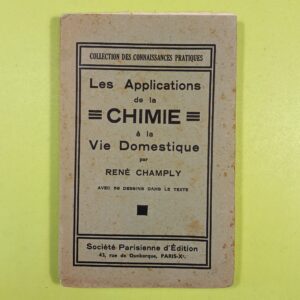 COLLECTION DES CONNAISSANCES PRATIQUES
Les Applications
de la
CHIMIE
à la
Vie Domestique
par
RENÉ CHAMPLY
AVEC 59 DESSINS DANS LE TEXTE
Société Parisienne d'Édition
43, rue de Dunkerque, PARIS-Xᵉ.